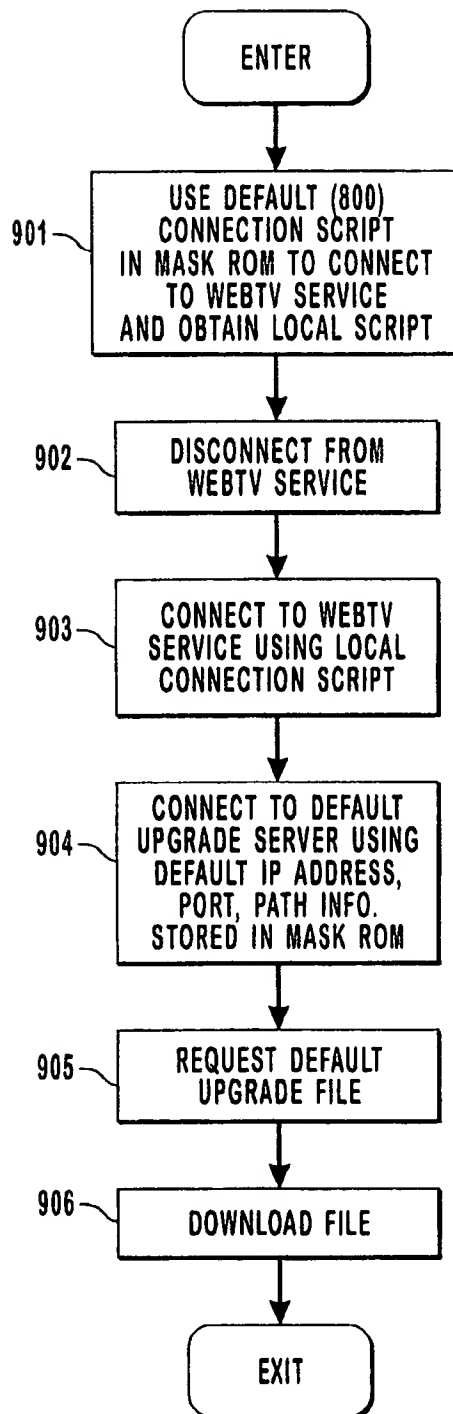 ENTER
901
USE DEFAULT (800)
CONNECTION SCRIPT
IN MASK ROM TO CONNECT
TO WEBTV SERVICE
AND OBTAIN LOCAL SCRIPT
902
DISCONNECT FROM
WEBTV SERVICE
903
CONNECT TO WEBTV
SERVICE USING LOCAL
CONNECTION SCRIPT
904
CONNECT TO DEFAULT
UPGRADE SERVER USING
DEFAULT IP ADDRESS,
PORT, PATH INFO.
STORED IN MASK ROM
905
REQUEST DEFAULT
UPGRADE FILE
906
DOWNLOAD FILE
EXIT